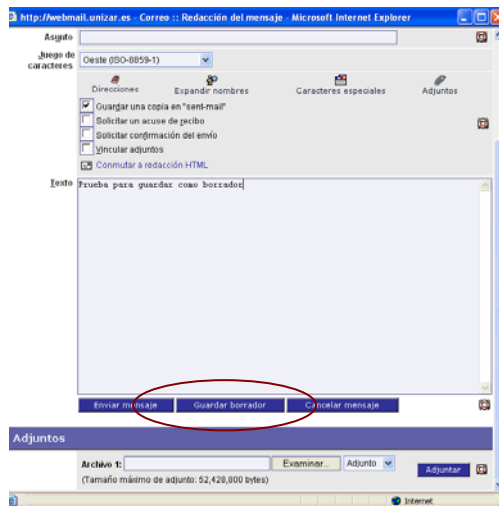 http://webmail.unizar.es - Correo :: Redacción del mensaje - Microsoft Internet Explorer
Asunto
Juego de caracteres
Oeste (ISO-8859-1)
Direcciones Expandir nombres Caracteres especiales Adjuntos
Guardar una copia en "sent-mail"
Solicitar un acuse de recibo
Solicitar confirmación del envío
Vincular adjuntos
Conmutar a redacción HTML
Texto
Prueba para guardar como borrador
Enviar mensaje Guardar borrador Cancelar mensaje
Adjuntos
Archivo 1: Examinar... Adjunto Adjuntar
(Tamaño máximo de adjunto: 52,428,800 bytes)
Internet